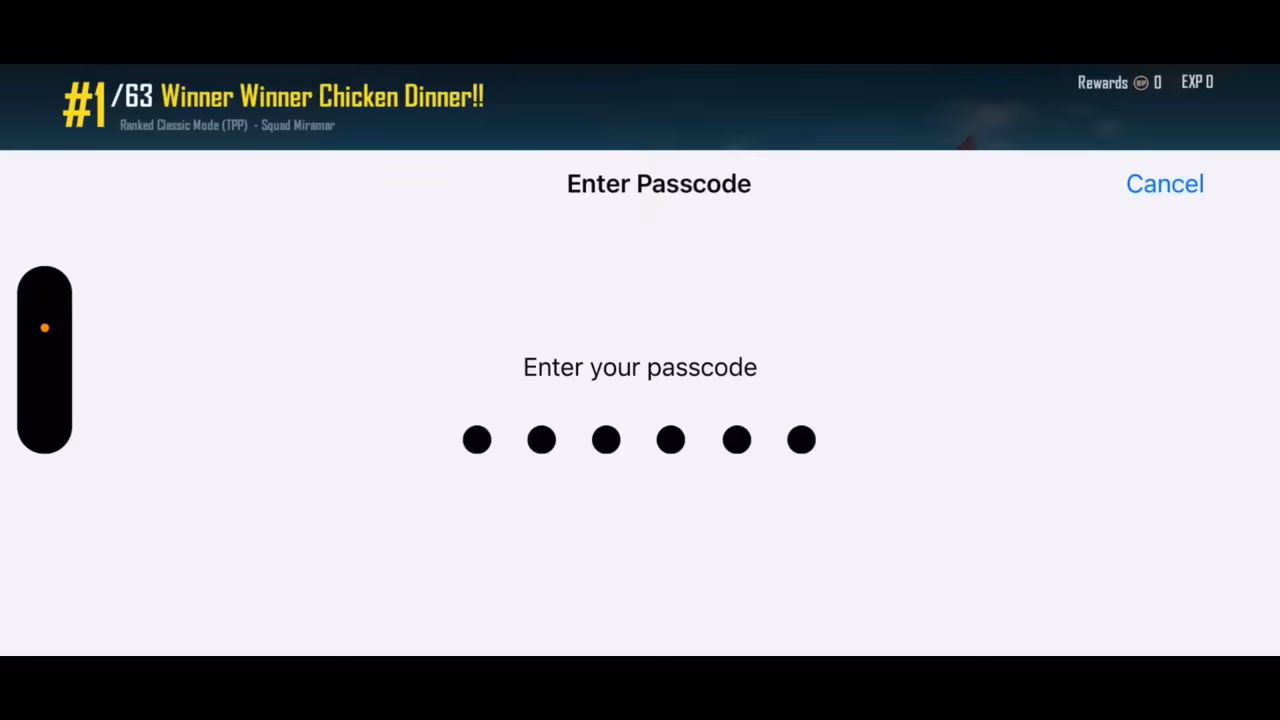 #1/63 Winner Winner Chicken Dinner!!
Rewards BP 0 EXP 0
Ranked Classic Mode (TPP) - Squad Miramar
Enter Passcode
Cancel
Enter your passcode